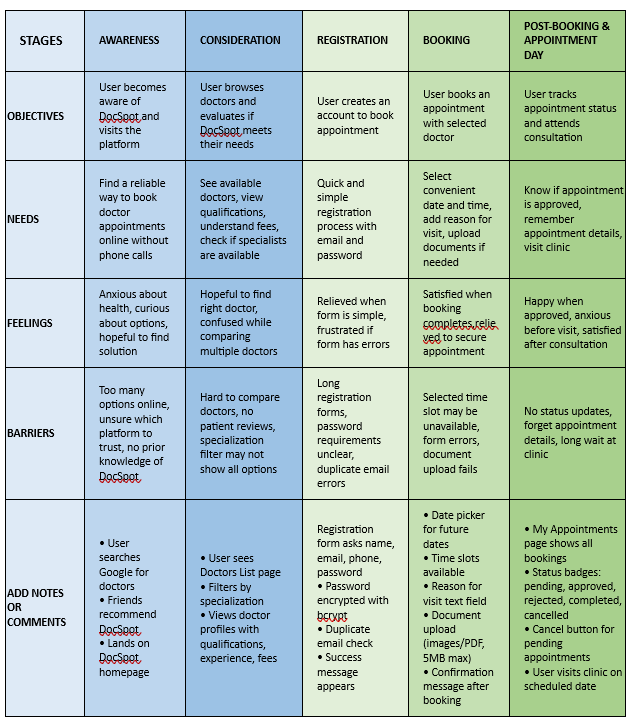 STAGES
AWARENESS
CONSIDERATION
REGISTRATION
BOOKING
POST-BOOKING &
APPOINTMENT
DAY
OBJECTIVES
User becomes
aware of
DocSpot and
visits the
platform
User browses
doctors and
evaluates if
DocSpot meets
their needs
User creates an
account to book
appointment
User books an
appointment
with selected
doctor
User tracks
appointment status
and attends
consultation
NEEDS
Find a reliable
way to book
doctor
appointments
online without
phone calls
See available
doctors, view
qualifications,
understand fees,
check if specialists
are available
Quick and
simple
registration
process with
email and
password
Select
convenient
date and time,
add reason for
visit, upload
documents if
needed
Know if appointment
is approved,
remember
appointment details,
visit clinic
FEELINGS
Anxious about
health, curious
about options,
hopeful to find
solution
Hopeful to find
right doctor,
confused while
comparing
multiple doctors
Relieved when
form is simple,
frustrated if
form has errors
Satisfied when
booking
completes,relie
ved to secure
appointment
Happy when
approved, anxious
before visit, satisfied
after consultation
BARRIERS
Too many
options online,
unsure which
platform to
trust, no prior
knowledge of
DocSpot
Hard to compare
doctors, no
patient reviews,
specialization
filter may not
show all options
Long
registration
forms,
password
requirements
unclear,
duplicate email
errors
Selected time
slot may be
unavailable,
form errors,
document
upload fails
No status updates,
forget appointment
details, long wait at
clinic
ADD NOTES
OR
COMMENTS
• User
searches
Google for
doctors
• Friends
recommend
DocSpot
• Lands on
DocSpot
homepage
• User sees
Doctors List page
• Filters by
specialization
• Views doctor
profiles with
qualifications,
experience, fees
Registration
form asks name,
email, phone,
password
• Password
encrypted with
bcrypt
• Duplicate
email check
• Success
message
appears
• Date picker
for future
dates
• Time slots
available
• Reason for
visit text field
• Document
upload
(images/PDF,
5MB max)
• Confirmation
message after
booking
• My Appointments
page shows all
bookings
• Status badges:
pending, approved,
rejected, completed,
cancelled
• Cancel button for
pending
appointments
• User visits clinic on
scheduled date